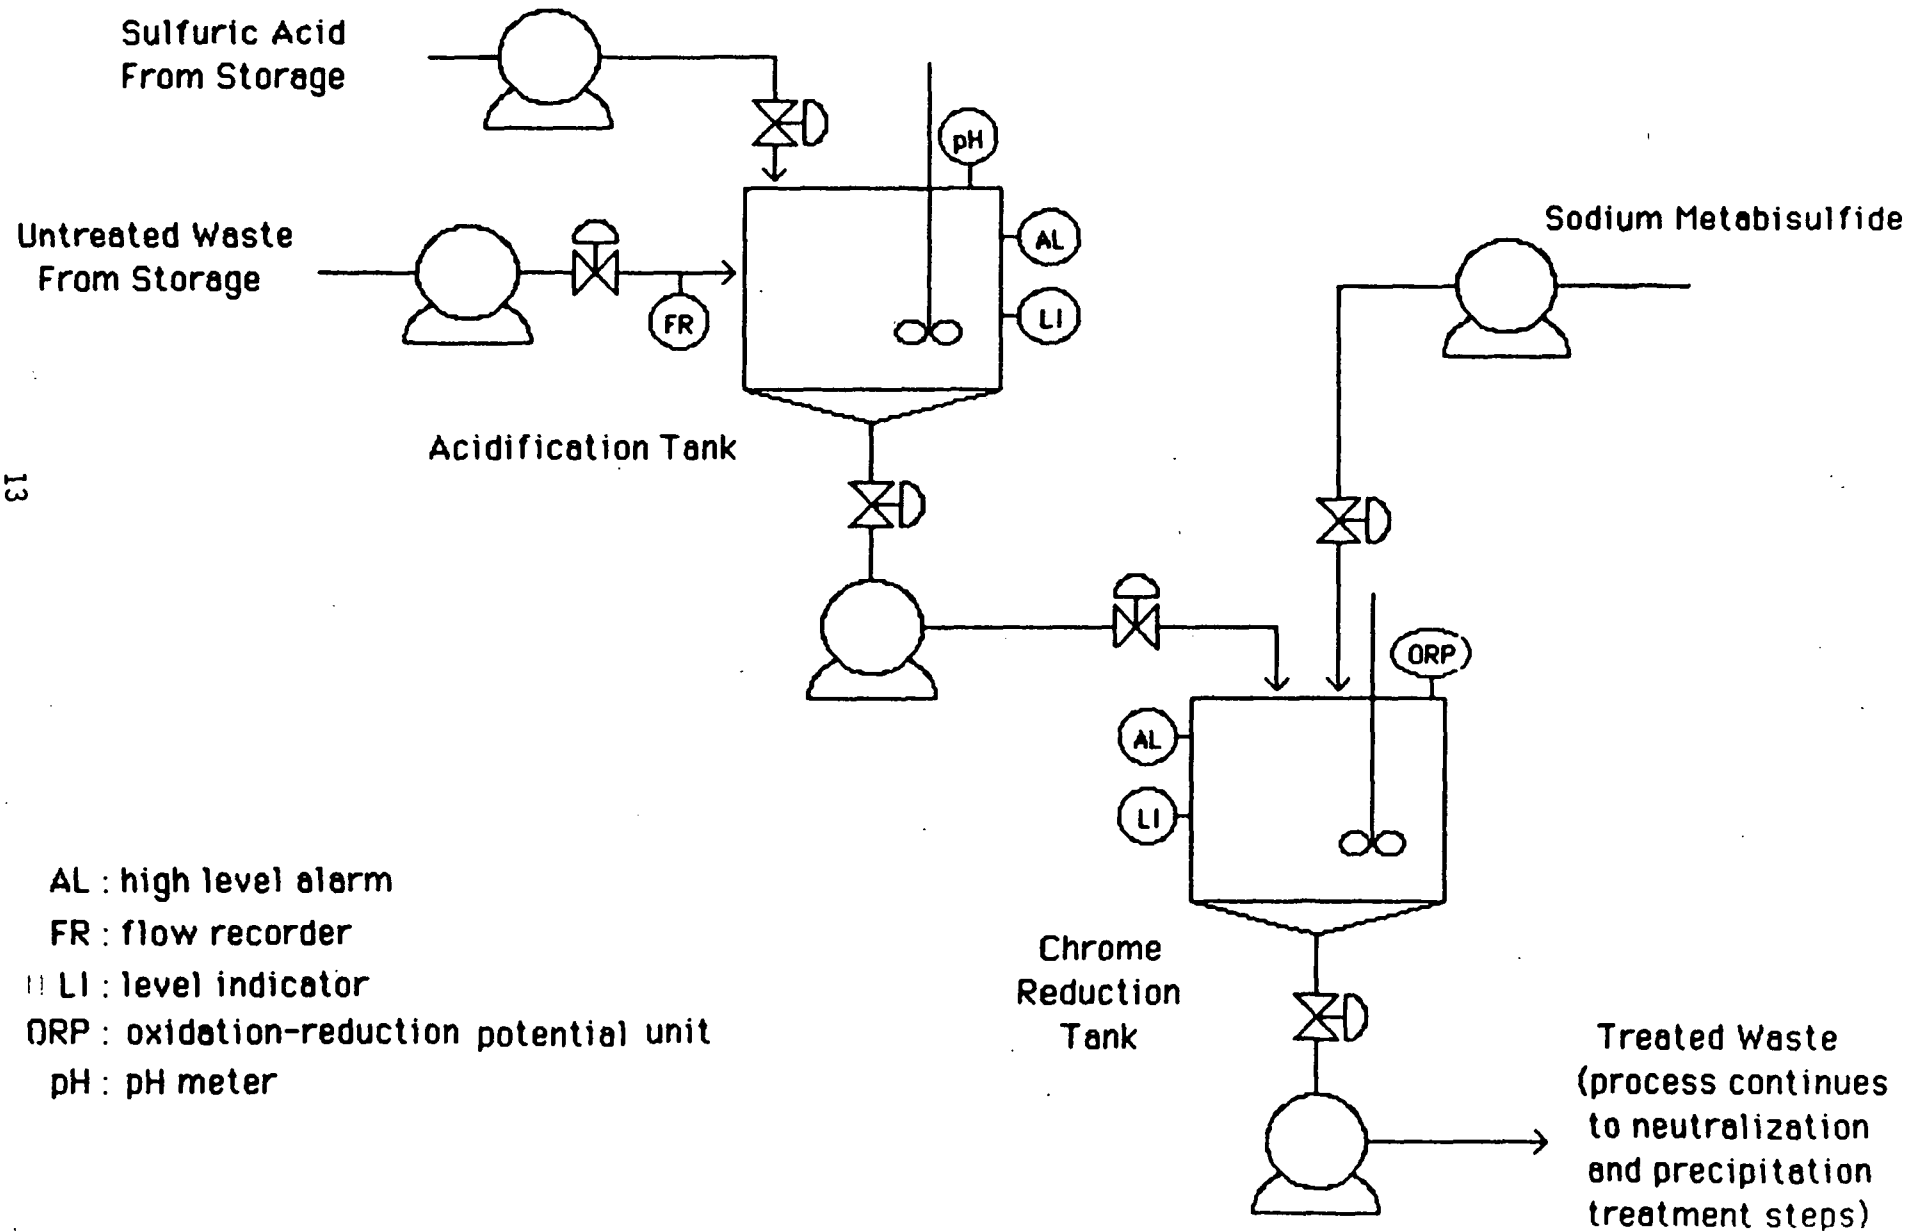 Sulfuric Acid
From Storage
pH
Untreated Waste
From Storage
FR
AL
LI
Sodium Metabisulfide
Acidification Tank
13
ORP
AL
LI
AL : high level alarm
FR : flow recorder
LI : level indicator
ORP : oxidation-reduction potential unit
pH : pH meter
Chrome
Reduction
Tank
Treated Waste
(process continues
to neutralization
and precipitation
treatment steps)